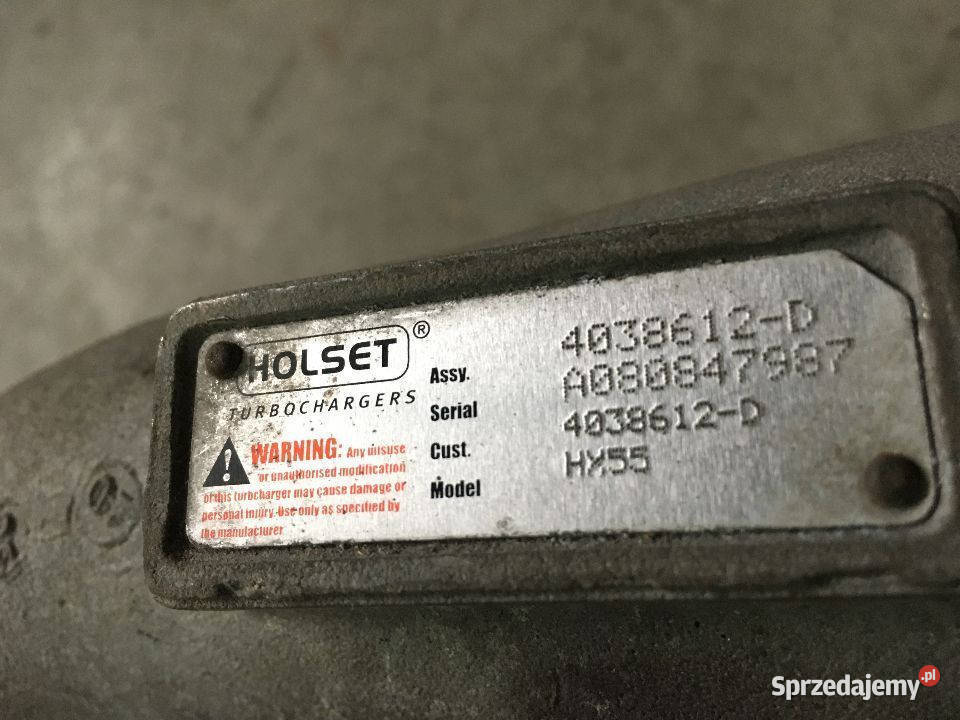 HOLSET®
TURBOCHARGERS
WARNING: Any misuse
or unauthorised modification
of this turbocharger may cause damage or
personal injury. Use only as specified by
the manufacturer
Assy. 4038612-D
Serial A080847987
Cust. 4038612-D
Model HX55
Sprzedajemy.pl